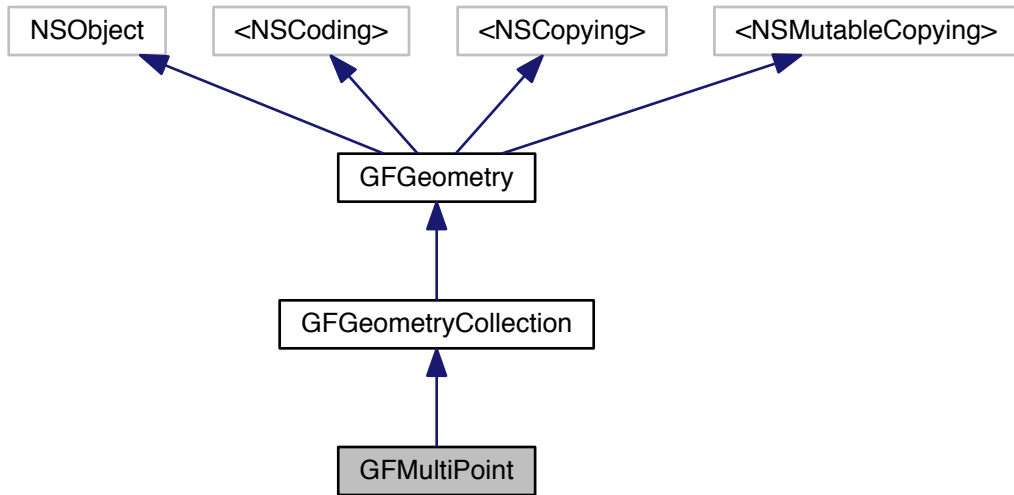 NSObject
<NSCoding>
<NSCopying>
<NSMutableCopying>
GFGeometry
GFGeometryCollection
GFMultiPoint